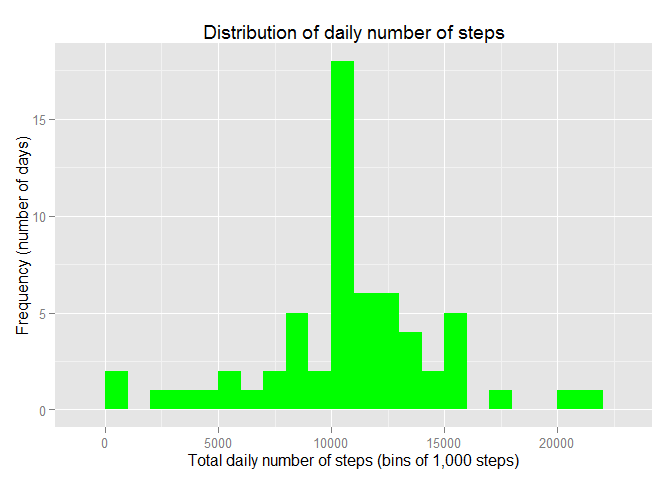 Distribution of daily number of steps
Frequency (number of days)
15
10
5
0
0 5000 10000 15000 20000
Total daily number of steps (bins of 1,000 steps)